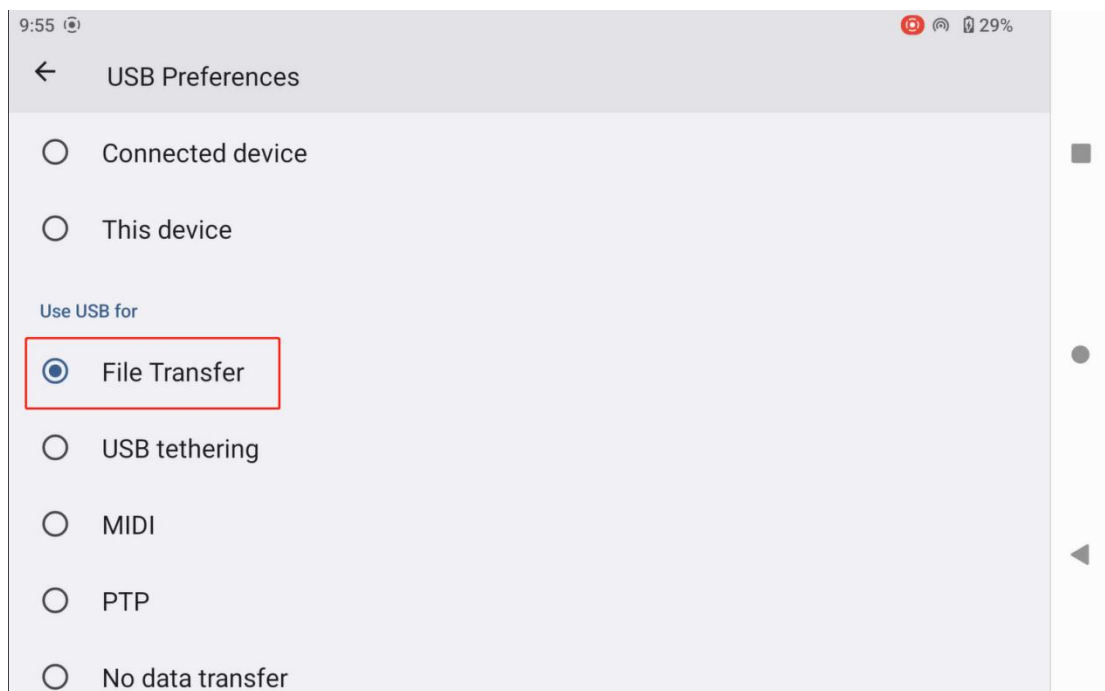 9:55 29%
USB Preferences
Connected device
This device
Use USB for
File Transfer
USB tethering
MIDI
PTP
No data transfer